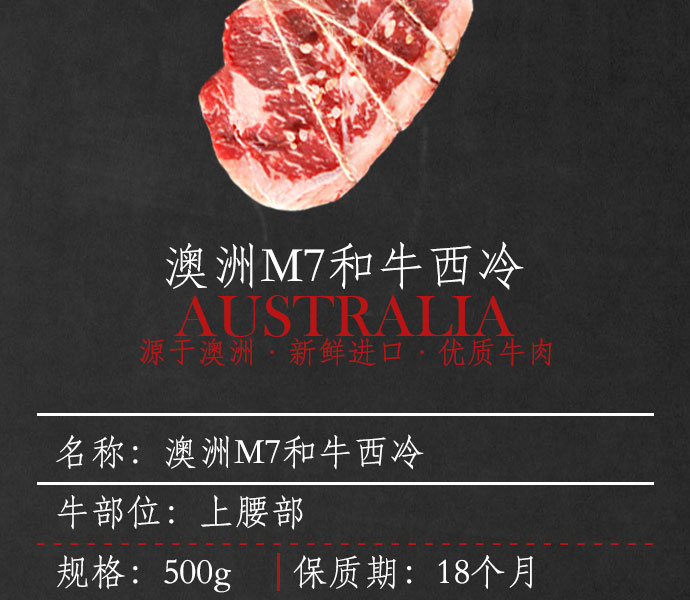 澳洲M7和牛西冷
AUSTRALIA
源于澳洲·新鲜进口·优质牛肉
名称：澳洲M7和牛西冷
牛部位：上腰部
规格：500g 保质期：18个月